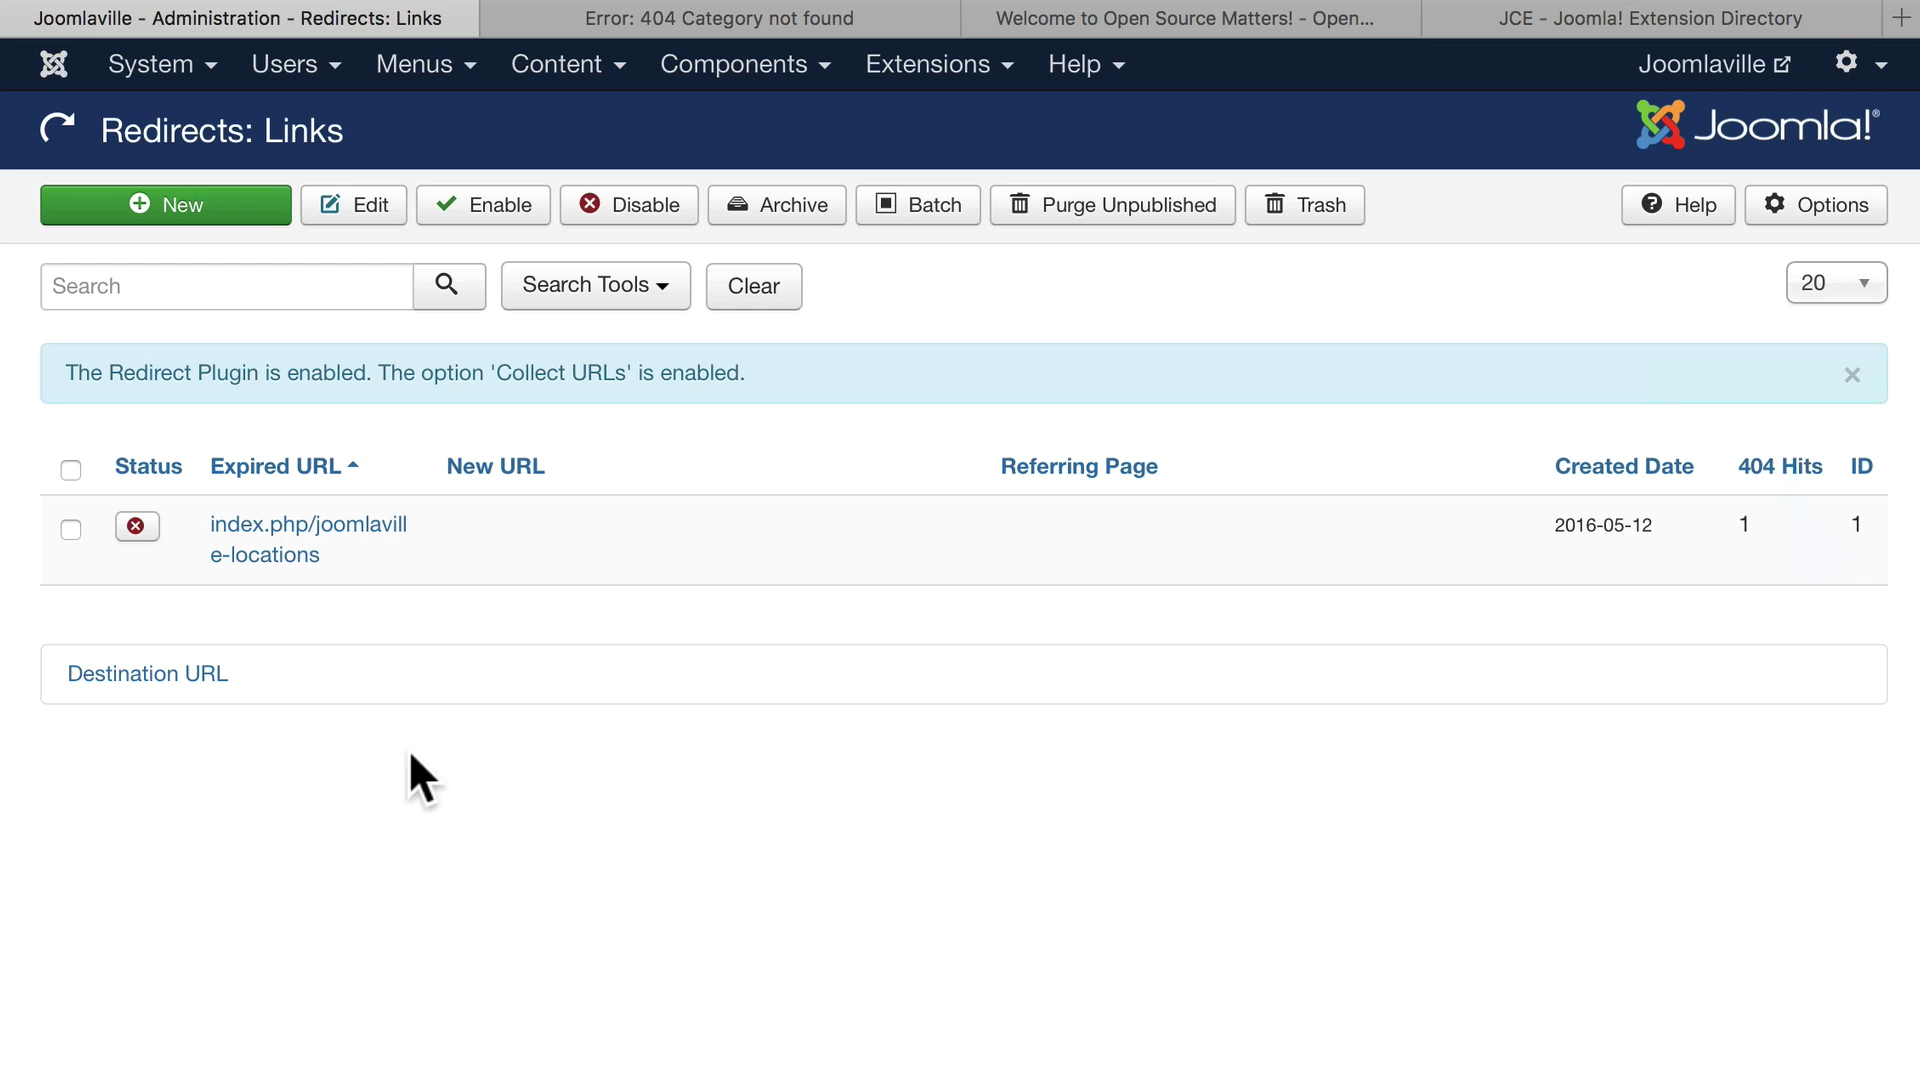 Joomlaville - Administration - Redirects: Links
Error: 404 Category not found
Welcome to Open Source Matters! - Open...
JCE - Joomla! Extension Directory
System
Users
Menus
Content
Components
Extensions
Help
Joomlaville
Redirects: Links
Joomla!®
New
Edit
Enable
Disable
Archive
Batch
Purge Unpublished
Trash
Help
Options
Search
Search Tools
Clear
20
The Redirect Plugin is enabled. The option 'Collect URLs' is enabled.
×
Status
Expired URL
New URL
Referring Page
Created Date
404 Hits
ID
index.php/joomlavill
e-locations
2016-05-12
1
1
Destination URL